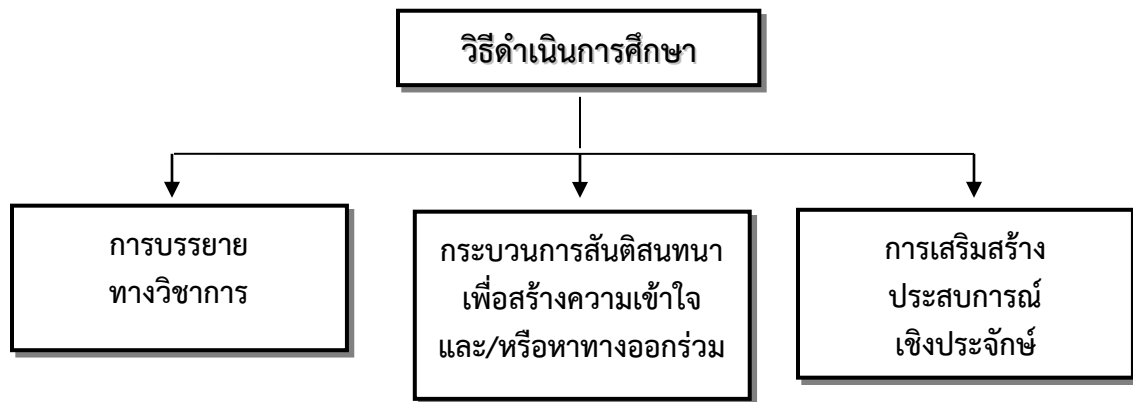 วิธีดำเนินการศึกษา
การบรรยาย
ทางวิชาการ
กระบวนการสันติสนทนา
เพื่อสร้างความเข้าใจ
และ/หรือหาทางออกร่วม
การเสริมสร้าง
ประสบการณ์
เชิงประจักษ์